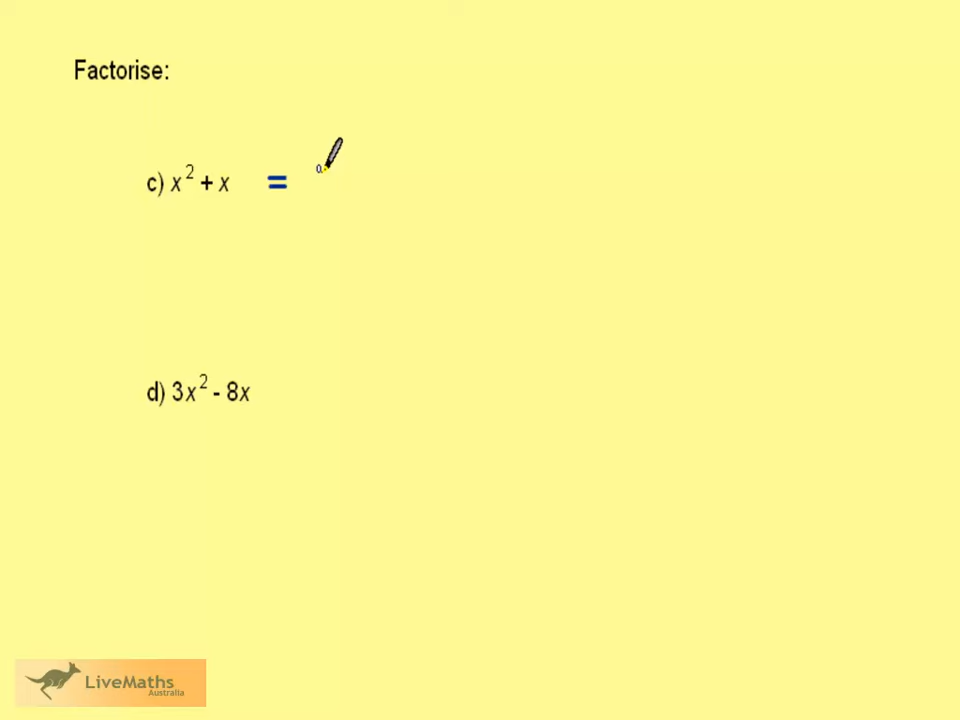 Factorise:
c) x² + x =
d) 3x² - 8x
LiveMaths
Australia